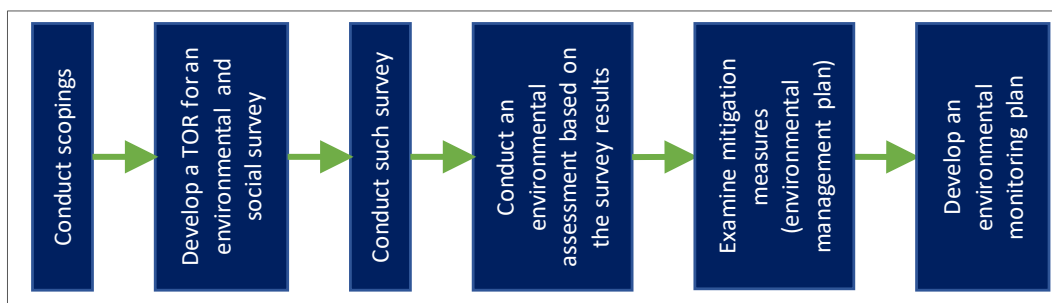 Conduct scopings
Develop a TOR for an
environmental and
social survey
Conduct such survey
Conduct an
environmental
assessment based on
the survey results
Examine mitigation
measures
(environmental
management plan)
Develop an
environmental
monitoring plan